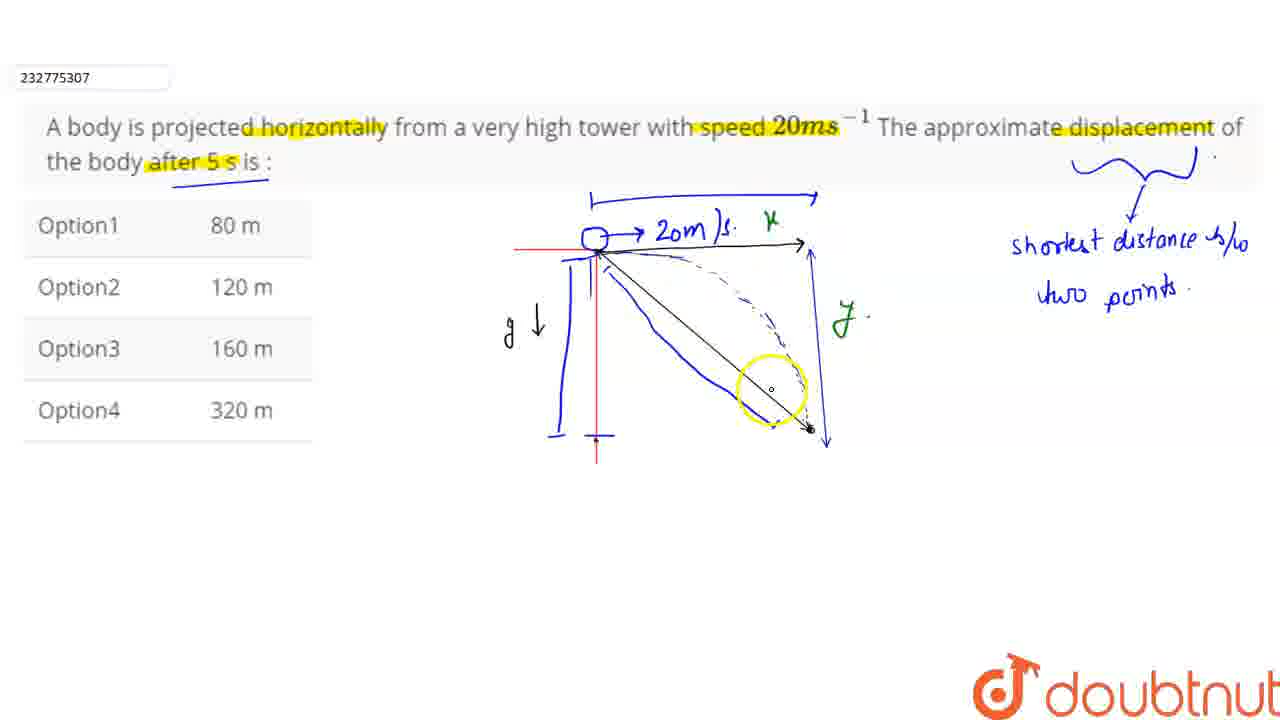 232775307
A body is projected horizontally from a very high tower with speed 20ms⁻¹ The approximate displacement of
the body after 5 s is :
Option1 80 m
Option2 120 m
Option3 160 m
Option4 320 m
20m/s.
x
g
y.
shortest distance b/w
two points.
doubtnut